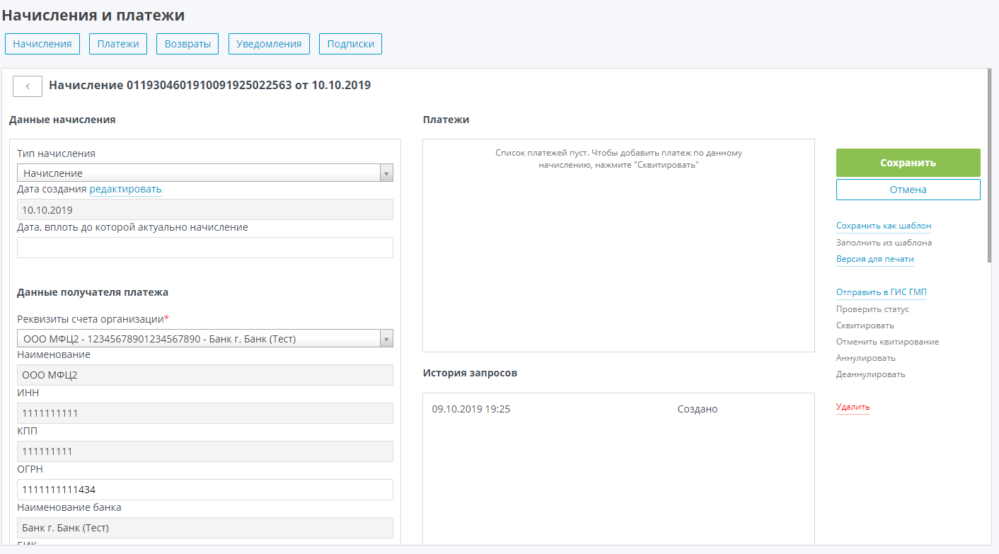 Начисления и платежи
Начисления
Платежи
Возвраты
Уведомления
Подписки
Начисление 0119304601910091925022563 от 10.10.2019
Данные начисления
Тип начисления
Начисление
Дата создания редактировать
10.10.2019
Дата, вплоть до которой актуально начисление
Данные получателя платежа
Реквизиты счета организации*
ООО МФЦ2 - 12345678901234567890 - Банк г. Банк (Тест)
Наименование
ООО МФЦ2
ИНН
1111111111
КПП
111111111
ОГРН
1111111111434
Наименование банка
Банк г. Банк (Тест)
БИК
Платежи
Список платежей пуст. Чтобы добавить платеж по данному
начислению, нажмите "Сквитировать"
История запросов
09.10.2019 19:25 Создано
Сохранить
Отмена
Сохранить как шаблон
Заполнить из шаблона
Версия для печати
Отправить в ГИС ГМП
Проверить статус
Сквитировать
Отменить квитирование
Аннулировать
Деаннулировать
Удалить